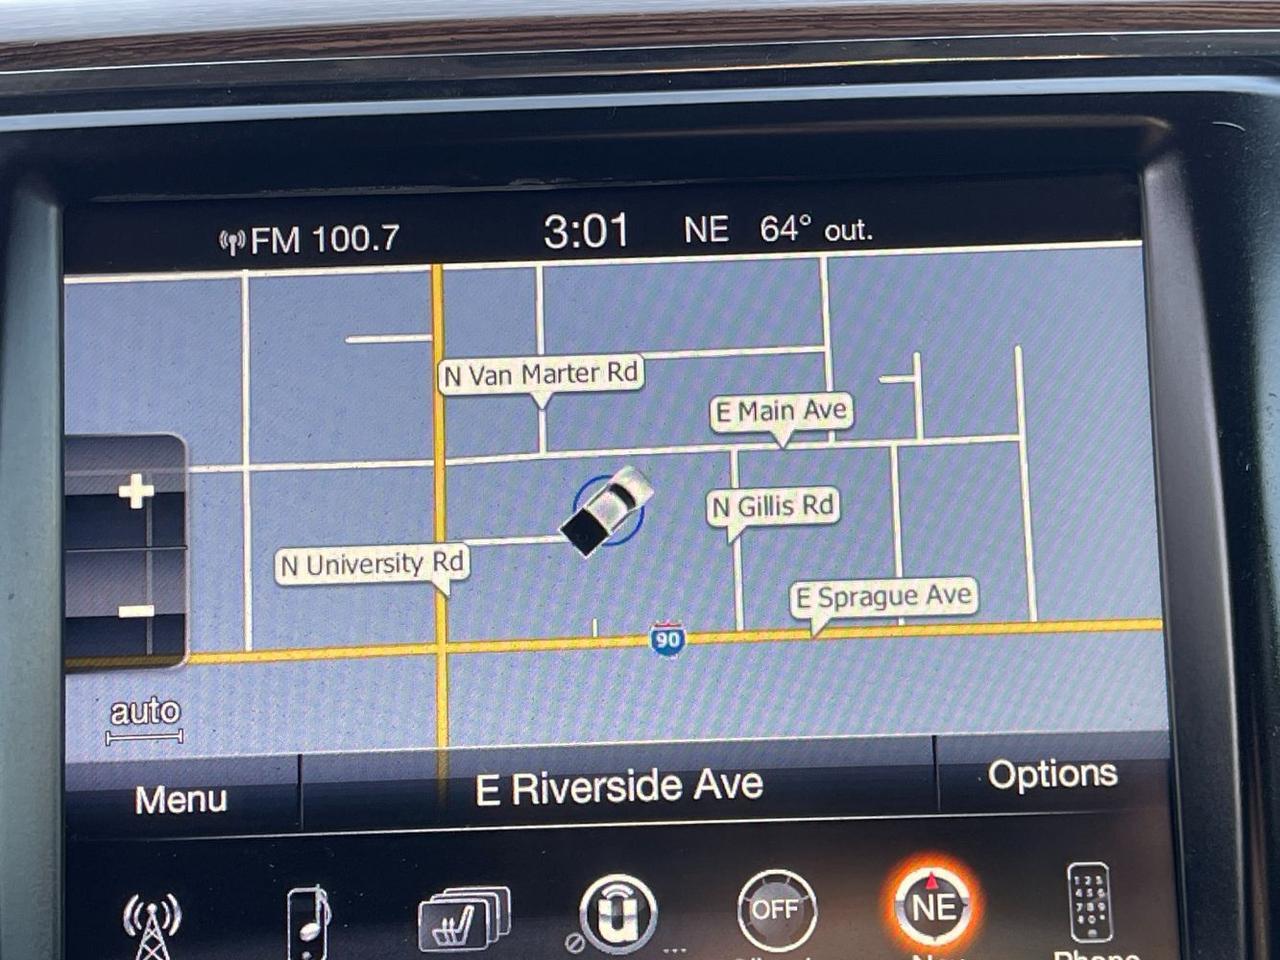 FM 100.7 3:01 NE 64° out.
N Van Marter Rd
E Main Ave
N Gillis Rd
N University Rd
E Sprague Ave
90
auto
Menu E Riverside Ave Options
OFF NE
Phone